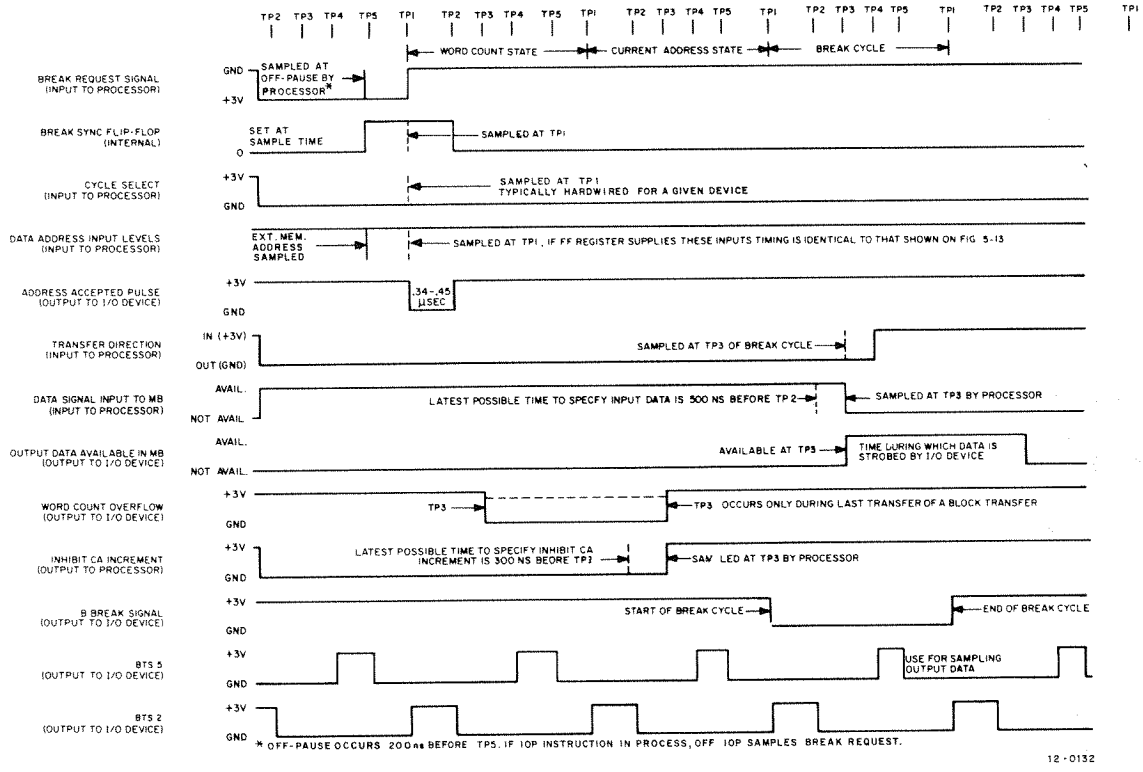 TP2 TP3 TP4 TP5 TP1 TP2 TP3 TP4 TP5 TP1 TP2 TP3 TP4 TP5 TP1 TP2 TP3 TP4 TP5 TP1 TP2 TP3 TP4 TP5 TP1
WORD COUNT STATE
CURRENT ADDRESS STATE
BREAK CYCLE
BREAK REQUEST SIGNAL
(INPUT TO PROCESSOR)
GND
+3V
SAMPLED AT
OFF-PAUSE BY
PROCESSOR*
BREAK SYNC FLIP-FLOP
(INTERNAL)
SET AT
SAMPLE TIME
0
SAMPLED AT TP1
CYCLE SELECT
(INPUT TO PROCESSOR)
+3V
GND
SAMPLED AT TP1
TYPICALLY HARDWIRED FOR A GIVEN DEVICE
DATA ADDRESS INPUT LEVELS
(INPUT TO PROCESSOR)
EXT. MEM.
ADDRESS
SAMPLED
SAMPLED AT TP1, IF FF REGISTER SUPPLIES THESE INPUTS TIMING IS IDENTICAL TO THAT SHOWN ON FIG 5-13
ADDRESS ACCEPTED PULSE
(OUTPUT TO I/O DEVICE)
+3V
GND
.34-.45
µSEC
TRANSFER DIRECTION
(INPUT TO PROCESSOR)
IN (+3V)
OUT (GND)
SAMPLED AT TP3 OF BREAK CYCLE
DATA SIGNAL INPUT TO MB
(INPUT TO PROCESSOR)
AVAIL.
NOT AVAIL
LATEST POSSIBLE TIME TO SPECFY INPUT DATA IS 500 NS BEFORE TP2
SAMPLED AT TP3 BY PROCESSOR
OUTPUT DATA AVAILABLE IN MB
(OUTPUT TO I/O DEVICE)
AVAIL.
NOT AVAIL.
AVAILABLE AT TP3
TIME DURING WHICH DATA IS
STROBED BY I/O DEVICE
WORD COUNT OVERFLOW
(OUTPUT TO I/O DEVICE)
+3V
GND
TP3
TP3 OCCURS ONLY DURING LAST TRANSFER OF A BLOCK TRANSFER
INHIBIT CA INCREMENT
(OUTPUT TO PROCESSOR)
+3V
GND
LATEST POSSIBLE TIME TO SPECIFY INHIBIT CA
INCREMENT IS 300 NS BEORE
SAM LED AT TP3 BY PROCESSOR
B BREAK SIGNAL
(OUTPUT TO I/O DEVICE)
+3V
GND
START OF BREAK CYCLE
END OF BREAK CYCLE
BTS 5
(OUTPUT TO I/O DEVICE)
+3V
GND
USE FOR SAMPLING
OUTPUT DATA
BTS 2
(OUTPUT TO I/O DEVICE)
+3V
GND
* OFF-PAUSE OCCURS 200ns BEFORE TP5. IF IOP INSTRUCTION IN PROCESS, OFF IOP SAMPLES BREAK REQUEST.
12-0132